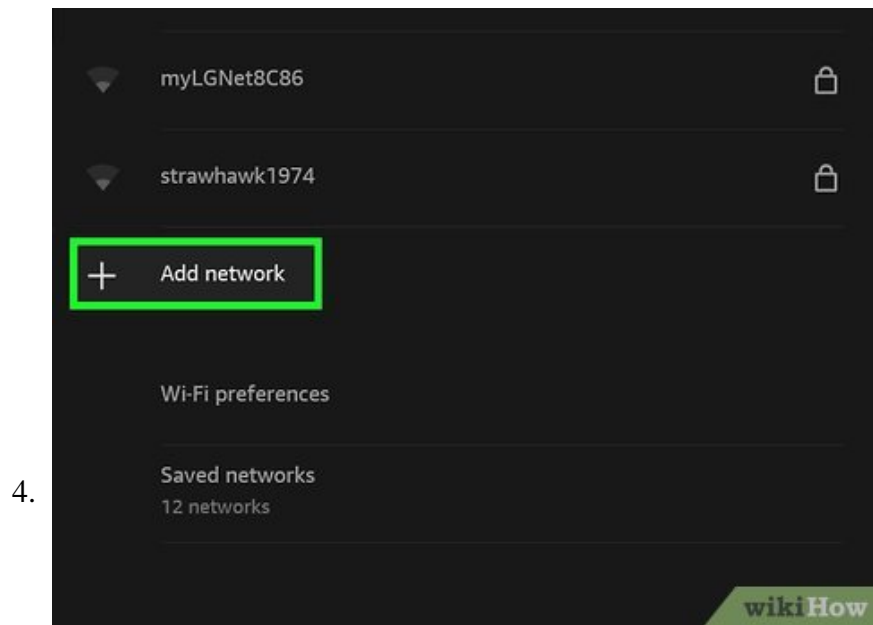 myLGNet8C86
strawhawk1974
Add network
Wi-Fi preferences
Saved networks
4.
12 networks
wikiHow